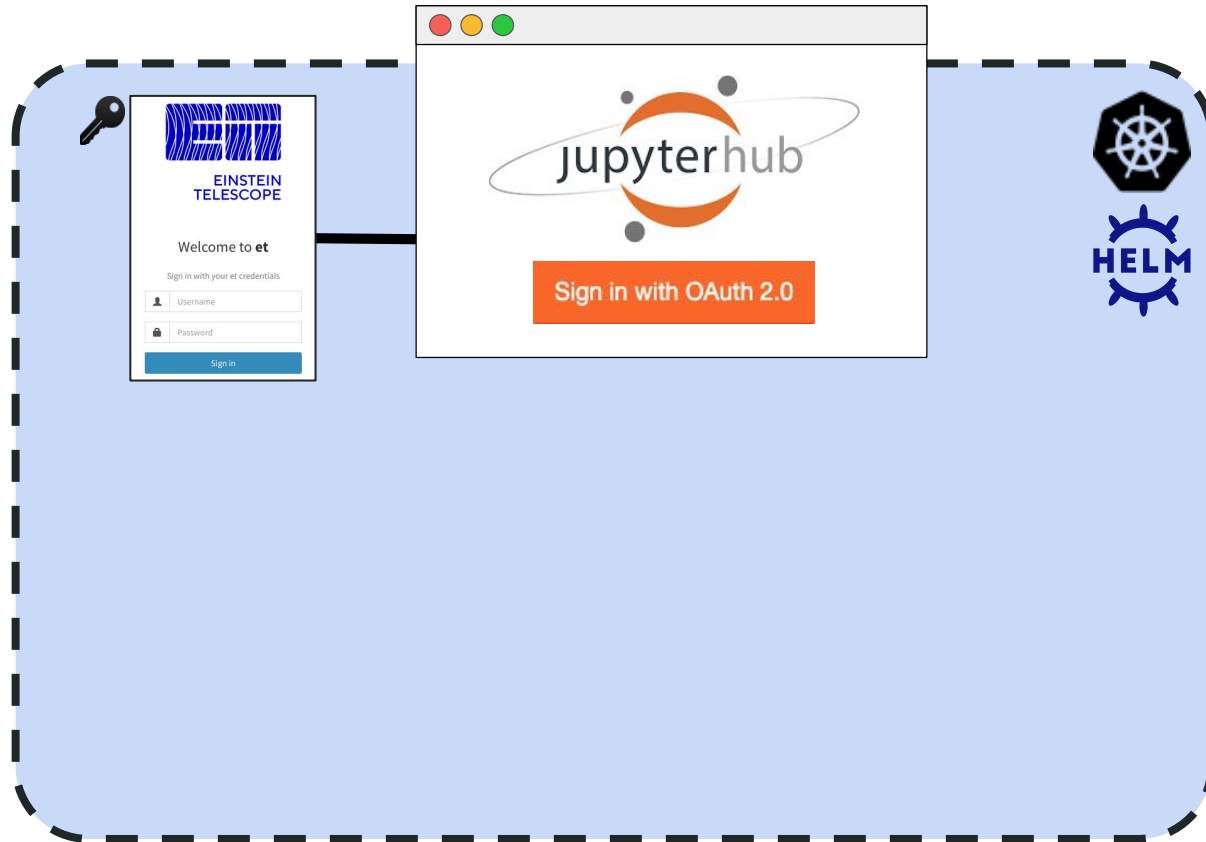 EINSTEIN
TELESCOPE
Welcome to et
Sign in with your et credentials
Username
Password
Sign in
jupyterhub
Sign in with OAuth 2.0
HELM